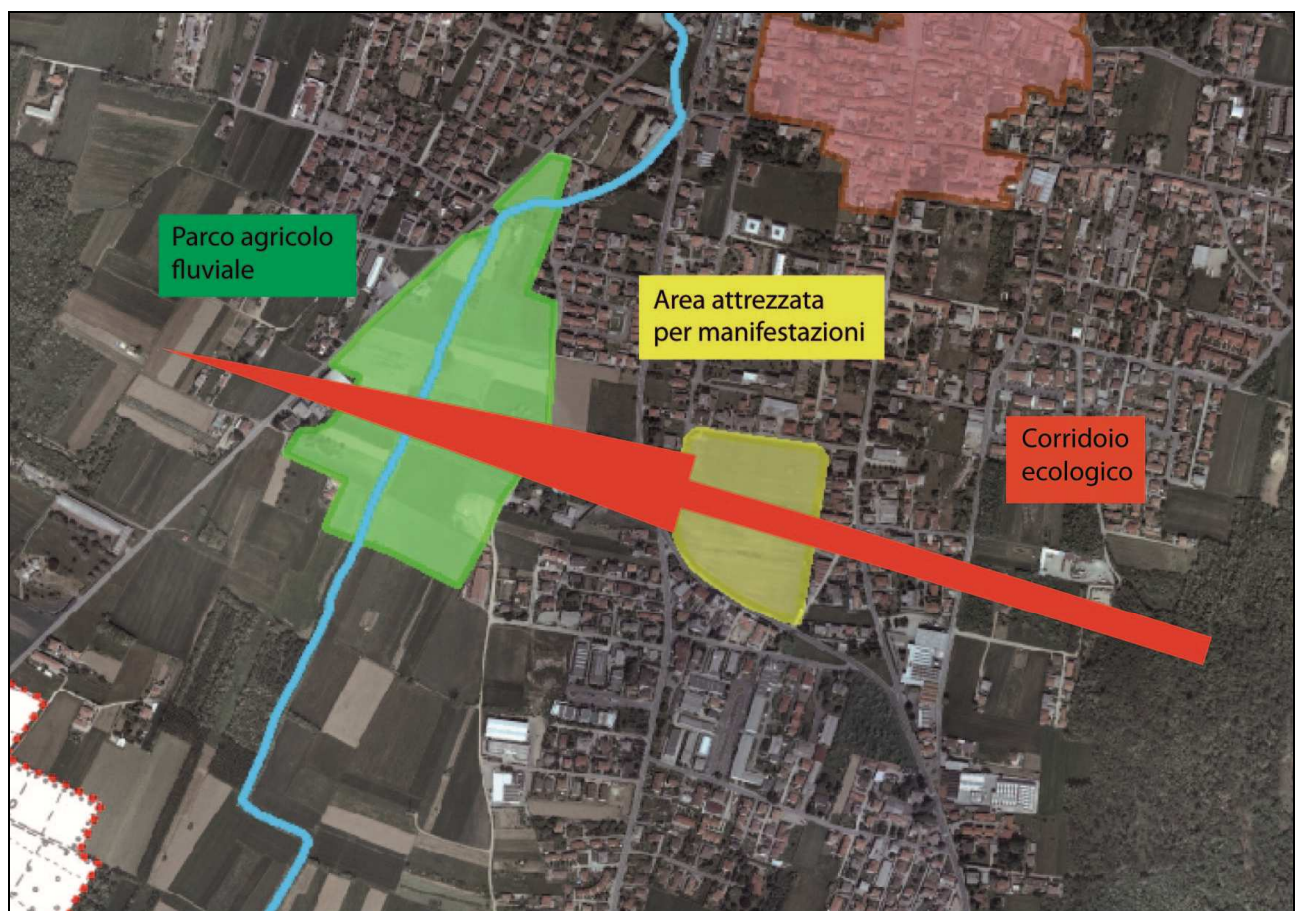 Parco agricolo
fluviale
Area attrezzata
per manifestazioni
Corridoio
ecologico